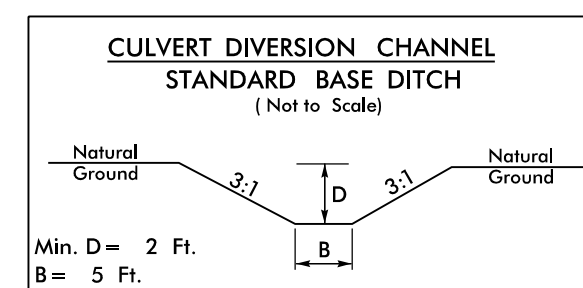 CULVERT DIVERSION CHANNEL
STANDARD BASE DITCH
( Not to Scale)
Natural
Ground
3:1
D
3:1
Natural
Ground
B
Min. D = 2 Ft.
B = 5 Ft.